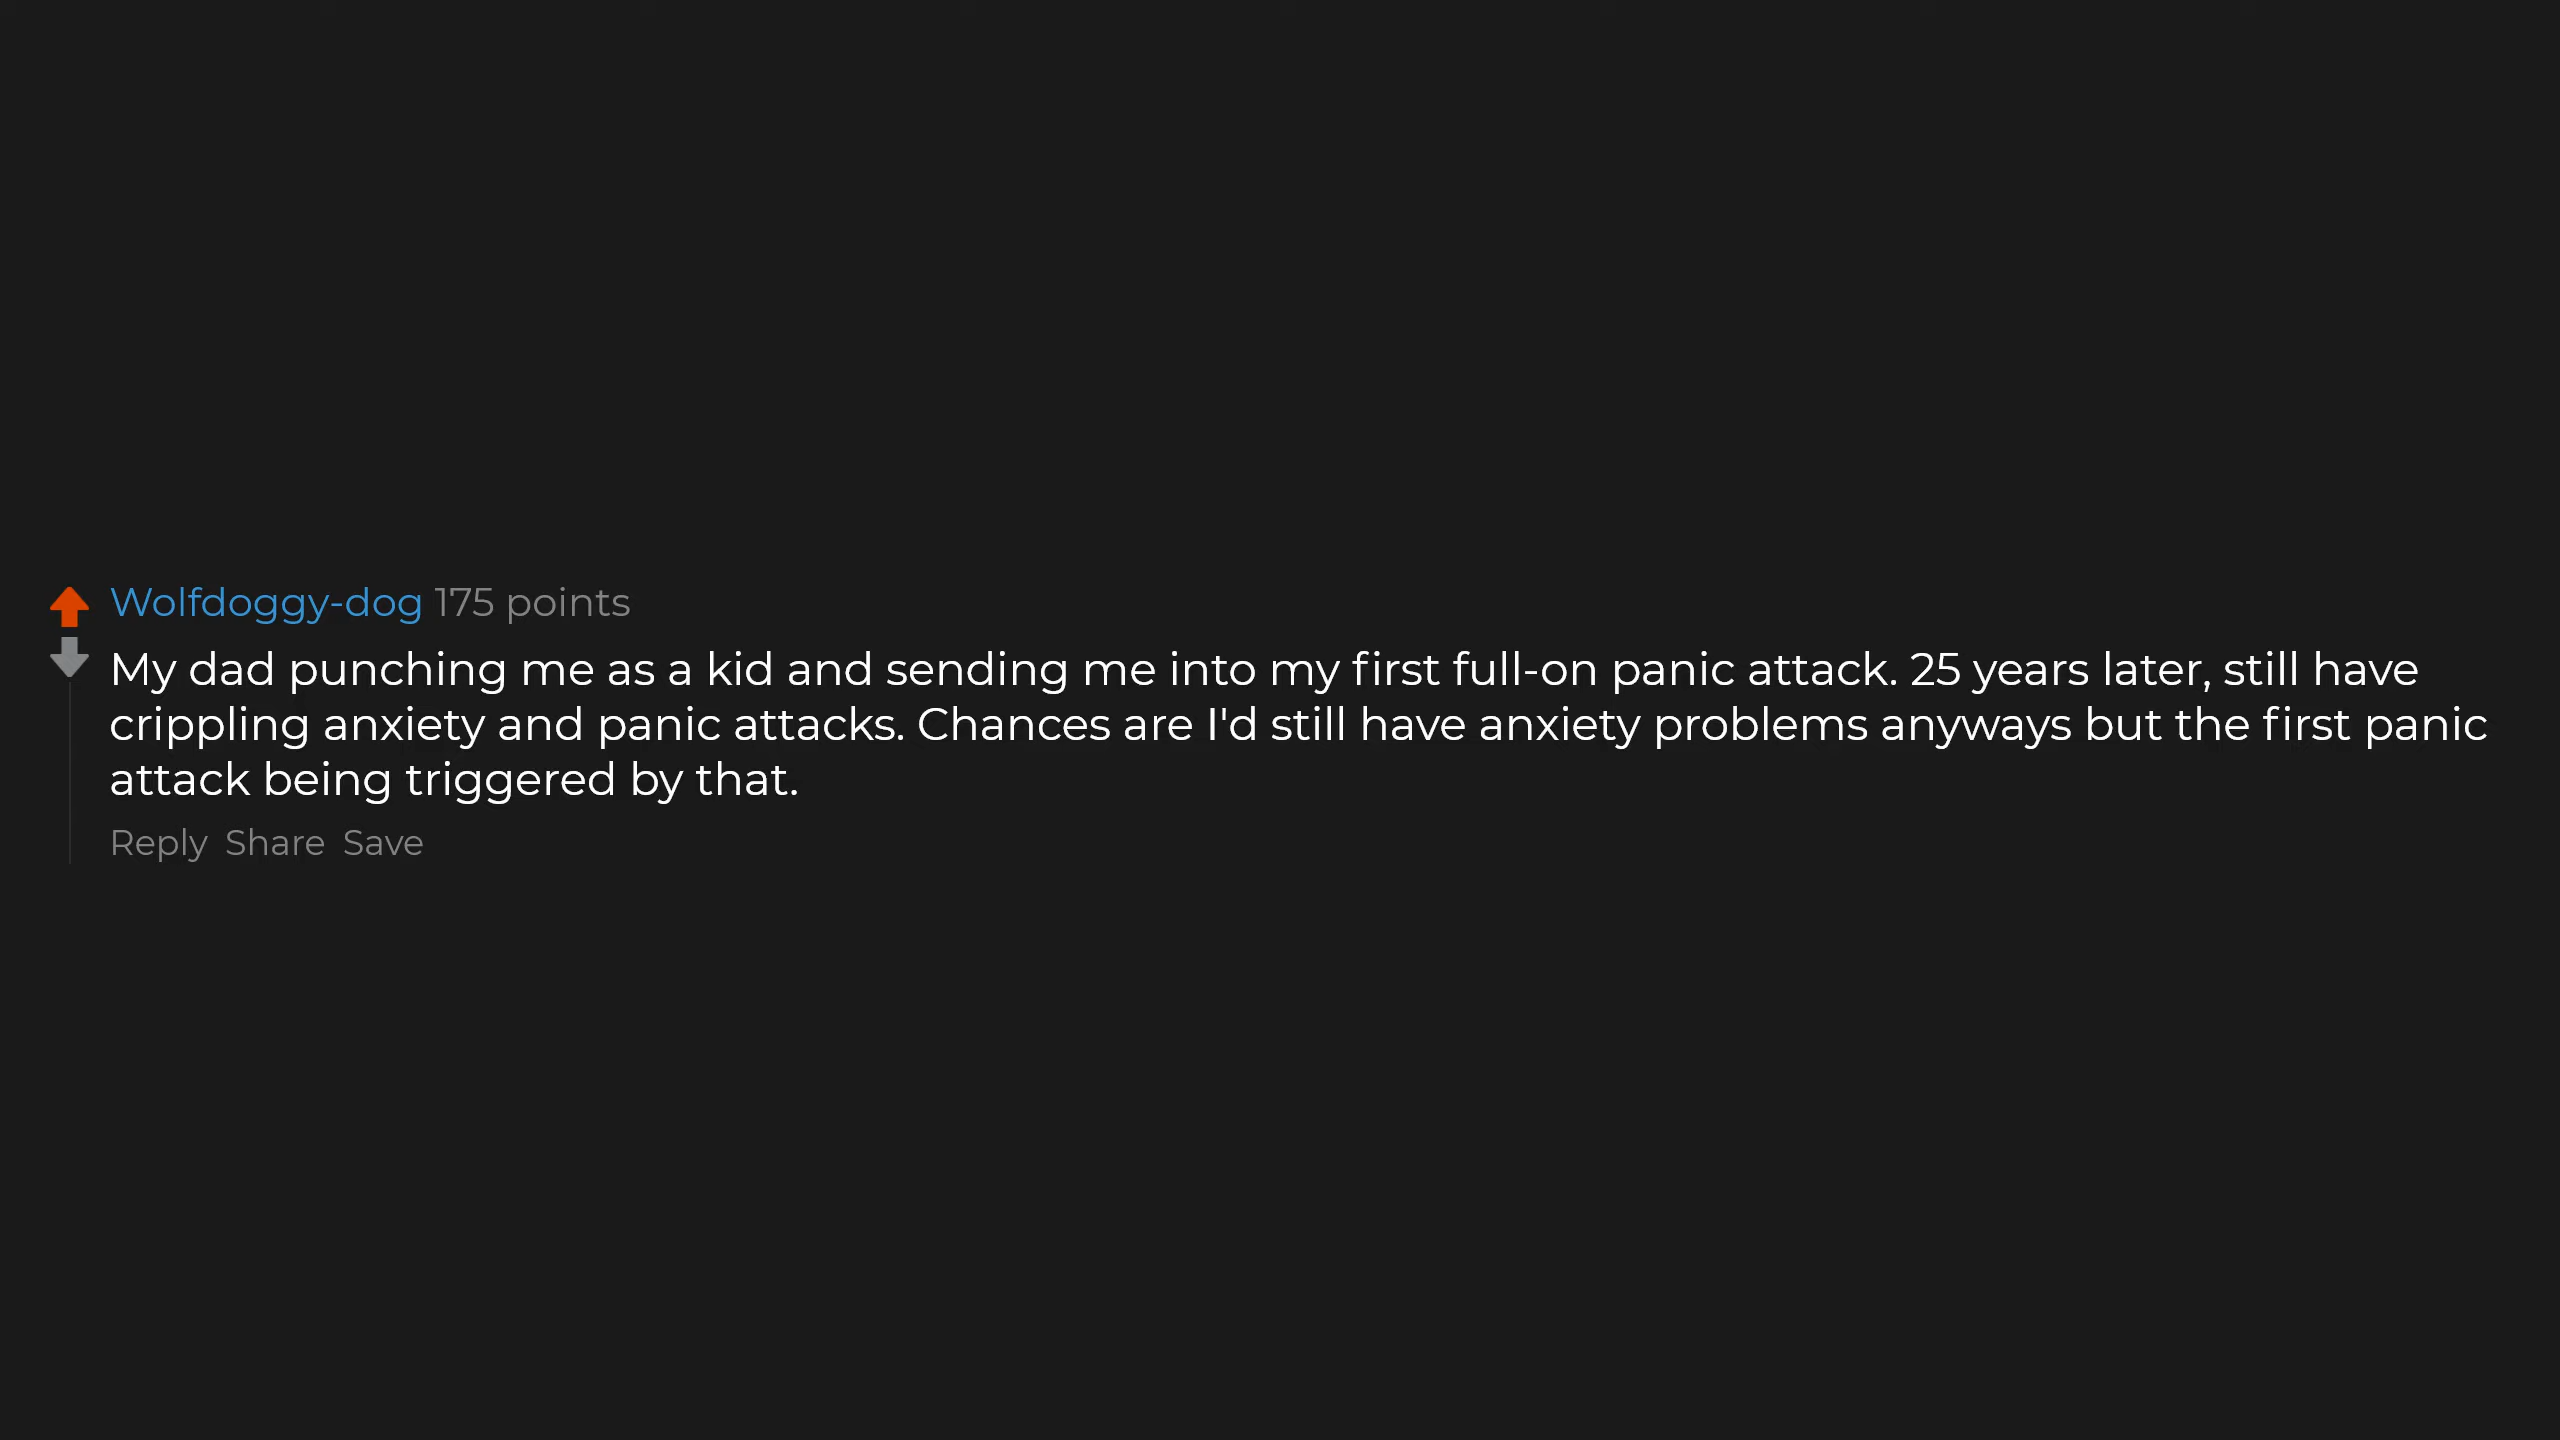 Wolfdoggy-dog 175 points
My dad punching me as a kid and sending me into my first full-on panic attack. 25 years later, still have
crippling anxiety and panic attacks. Chances are I'd still have anxiety problems anyways but the first panic
attack being triggered by that.
Reply Share Save